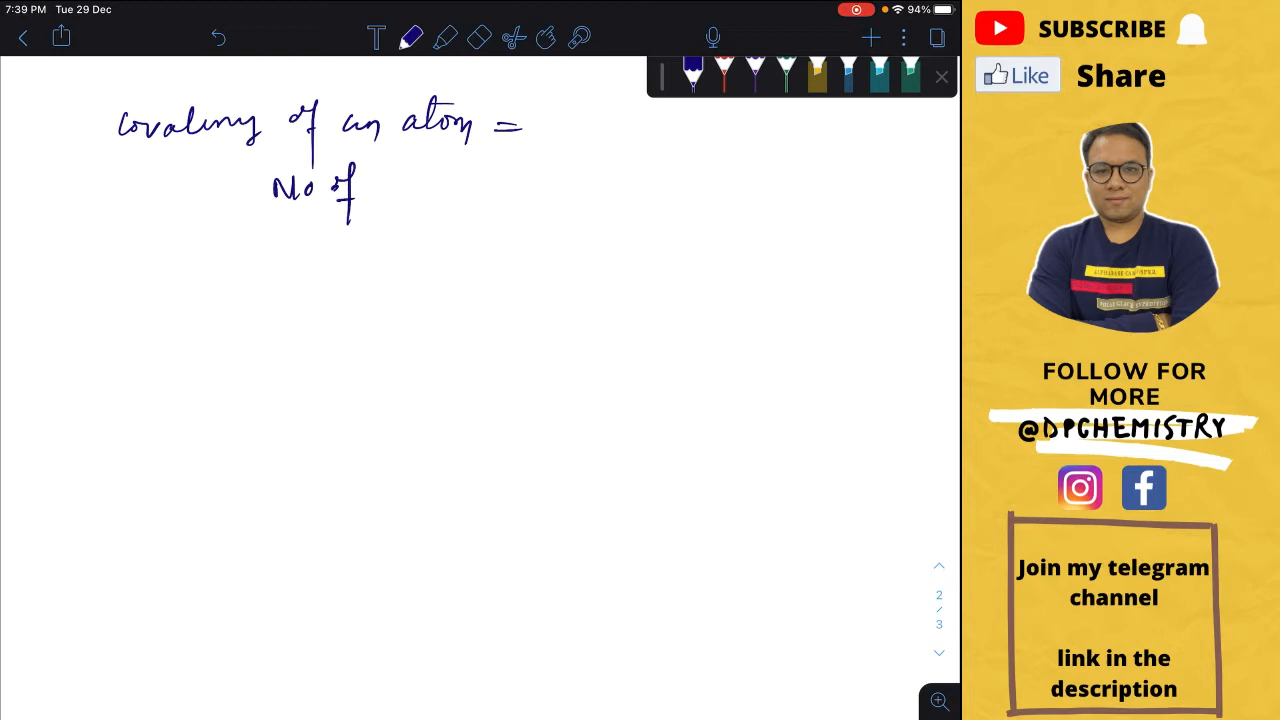 7:39 PM Tue 29 Dec
94%
Covalency of an atom =
No of
2
/
3
SUBSCRIBE
Like Share
FOLLOW FOR
MORE
@DPCHEMISTRY
Join my telegram
channel
link in the
description